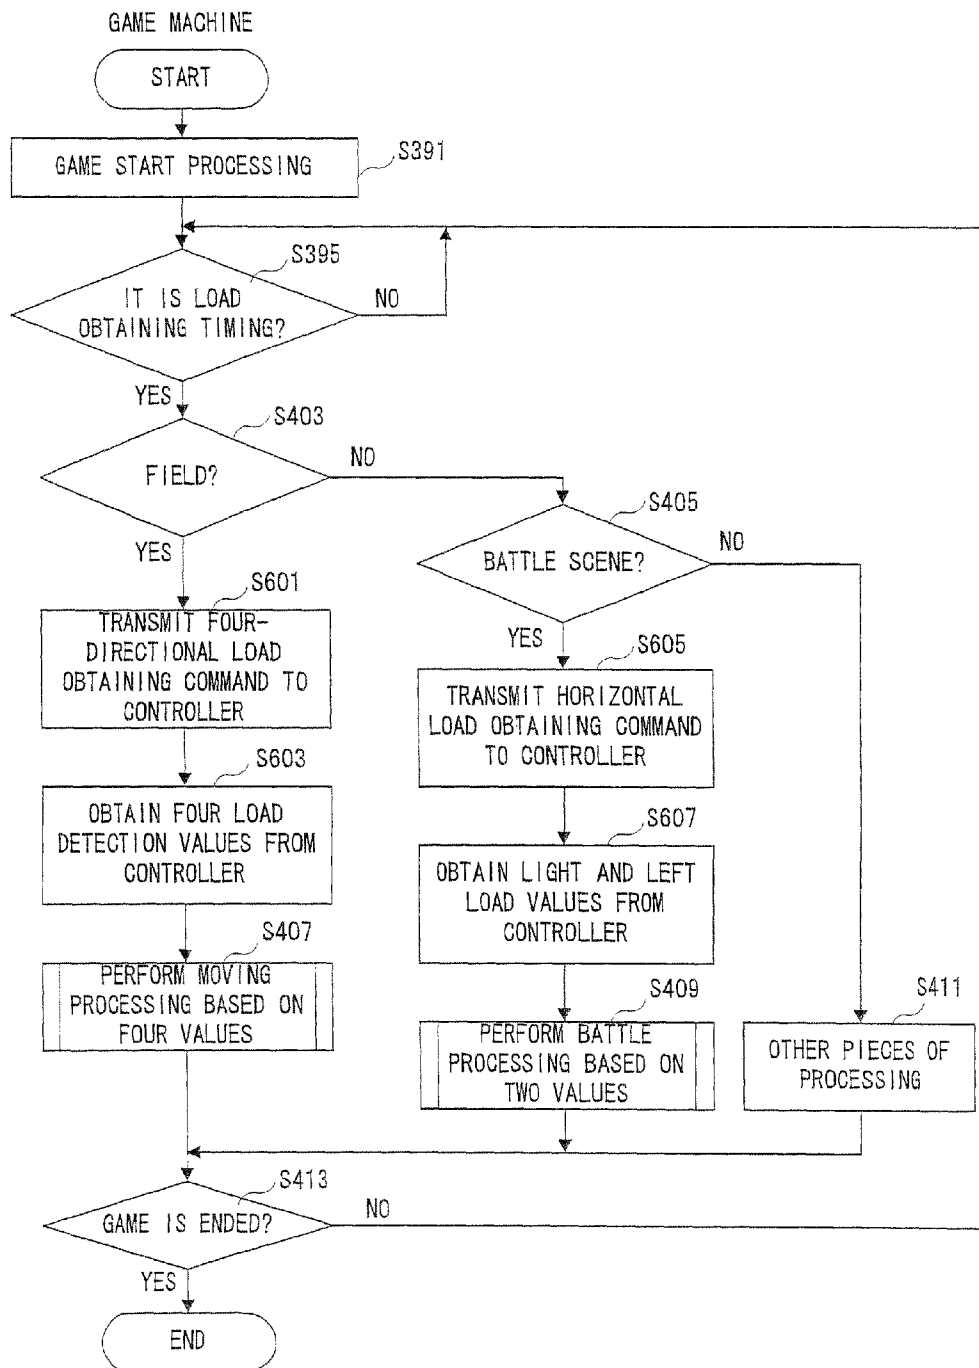 GAME MACHINE
START
GAME START PROCESSING
S391
S395
IT IS LOAD
OBTAINING TIMING?
NO
YES
S403
FIELD?
NO
S405
BATTLE SCENE?
NO
YES
YES
S601
TRANSMIT FOUR-
DIRECTIONAL LOAD
OBTAINING COMMAND TO
CONTROLLER
S605
TRANSMIT HORIZONTAL
LOAD OBTAINING COMMAND
TO CONTROLLER
S603
OBTAIN FOUR LOAD
DETECTION VALUES FROM
CONTROLLER
S607
OBTAIN LIGHT AND LEFT
LOAD VALUES FROM
CONTROLLER
S407
PERFORM MOVING
PROCESSING BASED ON
FOUR VALUES
S409
PERFORM BATTLE
PROCESSING BASED ON
TWO VALUES
S411
OTHER PIECES OF
PROCESSING
S413
GAME IS ENDED?
NO
YES
END